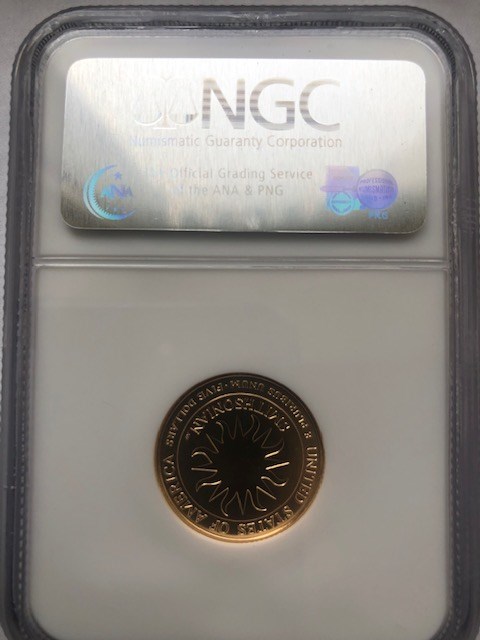 NGC
Numismatic Guaranty Corporation
Official Grading Service
of the ANA & PNG
ANA
PNG
SMITHSONIAN
UNITED STATES OF AMERICA
E PLURIBUS UNUM · FIVE DOLLARS